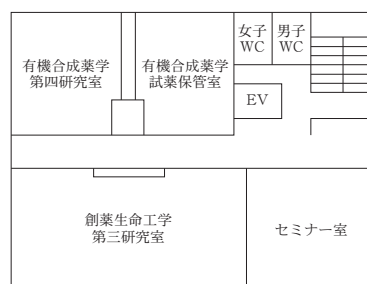 有機合成薬学
第四研究室
有機合成薬学
試薬保管室
女子
WC
男子
WC
EV
創薬生命工学
第三研究室
セミナー室